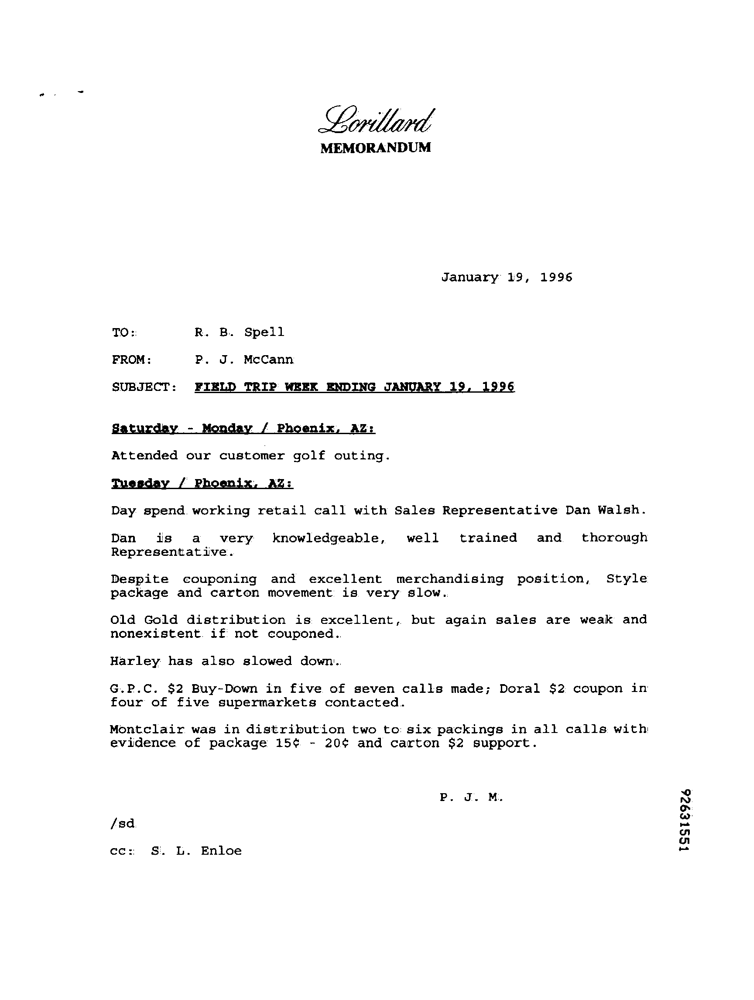 Lorillard
MEMORANDUM
January 19, 1996
TO: R. B. Spell
FROM: P. J. McCann
SUBJECT: FIELD TRIP WEEK ENDING JANUARY 19, 1996
Saturday - Monday / Phoenix, AZ:
Attended our customer golf outing.
Tuesday / Phoenix, AZ:
Day spend working retail call with Sales Representative Dan Walsh.
Dan is a very knowledgeable, well trained and thorough
Representative.
Despite couponing and excellent merchandising position, Style
package and carton movement is very slow.
Old Gold distribution is excellent, but again sales are weak and
nonexistent if not couponed.
Harley has also slowed down.
G.P.C. $2 Buy-Down in five of seven calls made; Doral $2 coupon in
four of five supermarkets contacted.
Montclair was in distribution two to six packings in all calls with
evidence of package 15¢ - 20¢ and carton $2 support.
P. J. M.
/sd
cc: S. L. Enloe
92631551